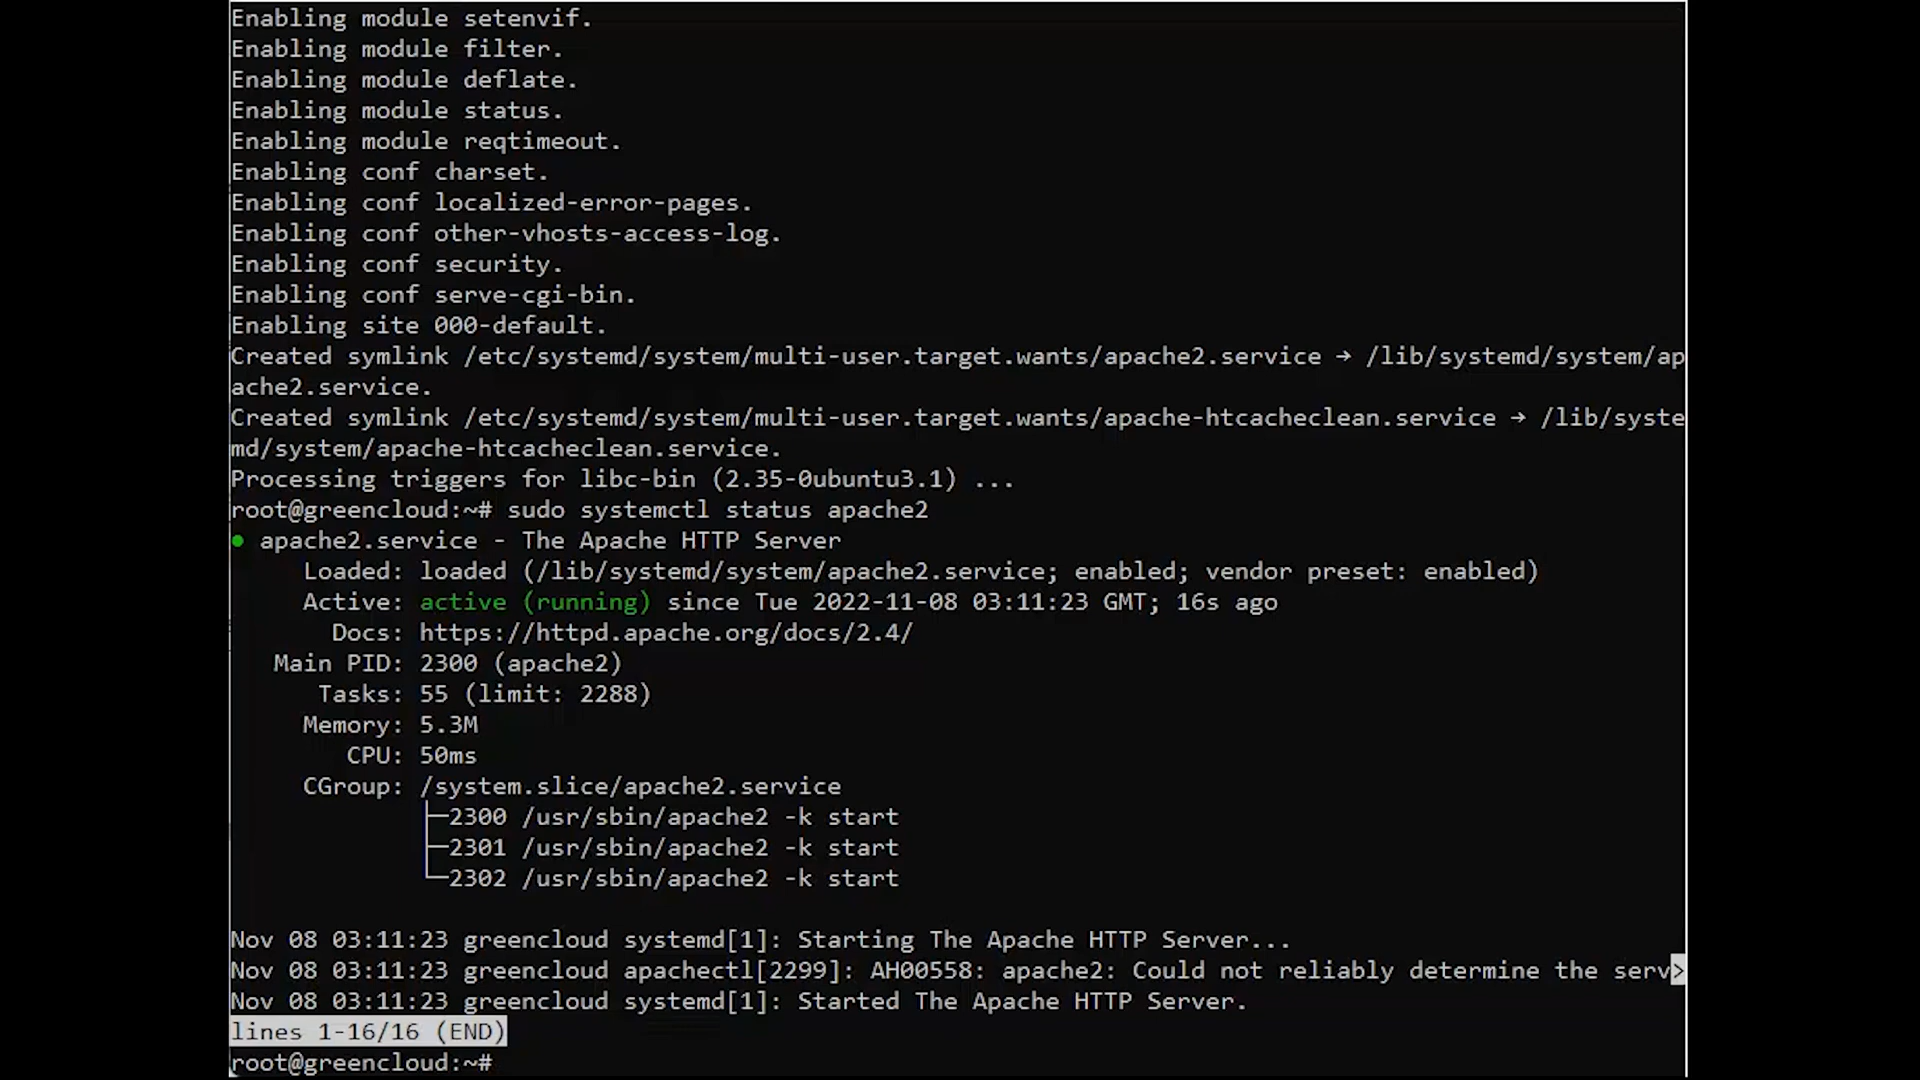 Enabling module setenvif.
Enabling module filter.
Enabling module deflate.
Enabling module status.
Enabling module reqtimeout.
Enabling conf charset.
Enabling conf localized-error-pages.
Enabling conf other-vhosts-access-log.
Enabling conf security.
Enabling conf serve-cgi-bin.
Enabling site 000-default.
Created symlink /etc/systemd/system/multi-user.target.wants/apache2.service → /lib/systemd/system/ap
ache2.service.
Created symlink /etc/systemd/system/multi-user.target.wants/apache-htcacheclean.service → /lib/syste
md/system/apache-htcacheclean.service.
Processing triggers for libc-bin (2.35-0ubuntu3.1) ...
root@greencloud:~# sudo systemctl status apache2
● apache2.service - The Apache HTTP Server
     Loaded: loaded (/lib/systemd/system/apache2.service; enabled; vendor preset: enabled)
     Active: active (running) since Tue 2022-11-08 03:11:23 GMT; 16s ago
       Docs: https://httpd.apache.org/docs/2.4/
   Main PID: 2300 (apache2)
      Tasks: 55 (limit: 2288)
     Memory: 5.3M
        CPU: 50ms
     CGroup: /system.slice/apache2.service
             ├─2300 /usr/sbin/apache2 -k start
             ├─2301 /usr/sbin/apache2 -k start
             └─2302 /usr/sbin/apache2 -k start
Nov 08 03:11:23 greencloud systemd[1]: Starting The Apache HTTP Server...
Nov 08 03:11:23 greencloud apachectl[2299]: AH00558: apache2: Could not reliably determine the serv>
Nov 08 03:11:23 greencloud systemd[1]: Started The Apache HTTP Server.
lines 1-16/16 (END)
root@greencloud:~#